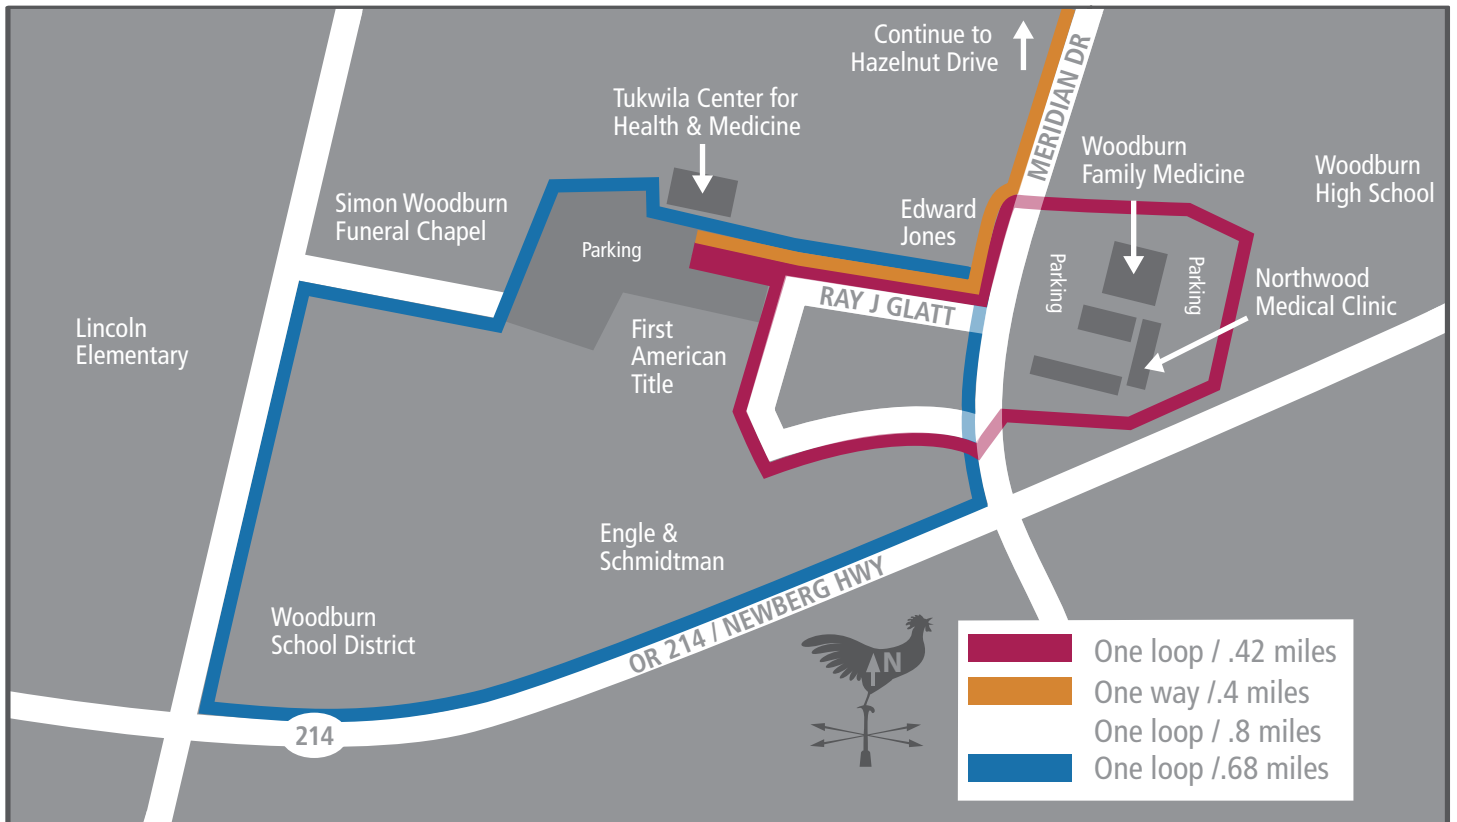 Continue to
Hazelnut Drive
MERIDIAN DR
Tukwila Center for
Health & Medicine
Woodburn
Family Medicine
Woodburn
High School
Simon Woodburn
Funeral Chapel
Edward
Jones
Parking
Parking
Parking
Northwood
Medical Clinic
RAY J GLATT
Lincoln
Elementary
First
American
Title
Engle &
Schmidtman
OR 214 / NEWBERG HWY
Woodburn
School District
214
N
One loop / .42 miles
One way /.4 miles
One loop / .8 miles
One loop /.68 miles